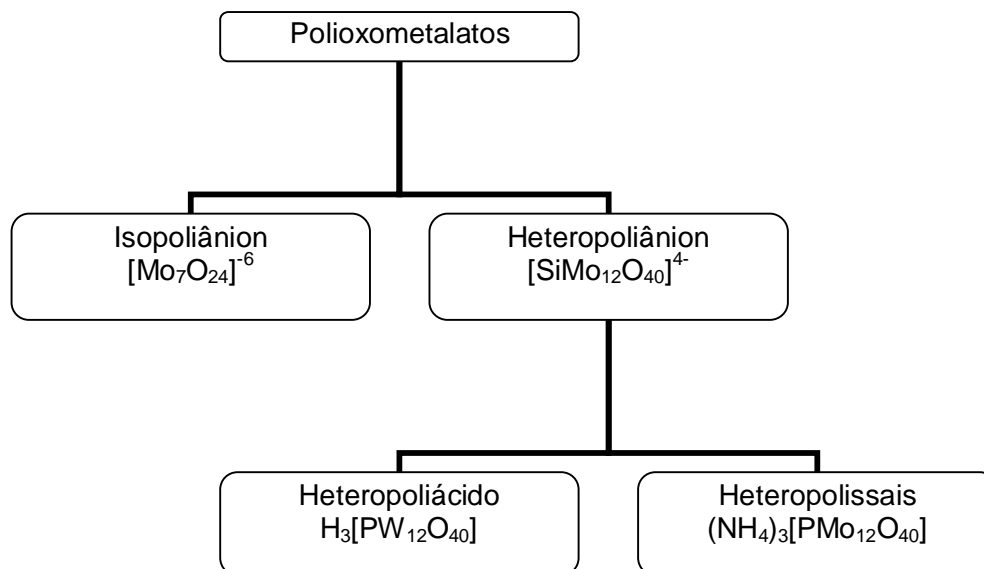 Polioxometalatos
Isopoliânion
[Mo₇O₂₄]⁻⁶
Heteropoliânion
[SiMo₁₂O₄₀]⁴⁻
Heteropoliácido
H₃[PW₁₂O₄₀]
Heteropolissais
(NH₄)₃[PMo₁₂O₄₀]